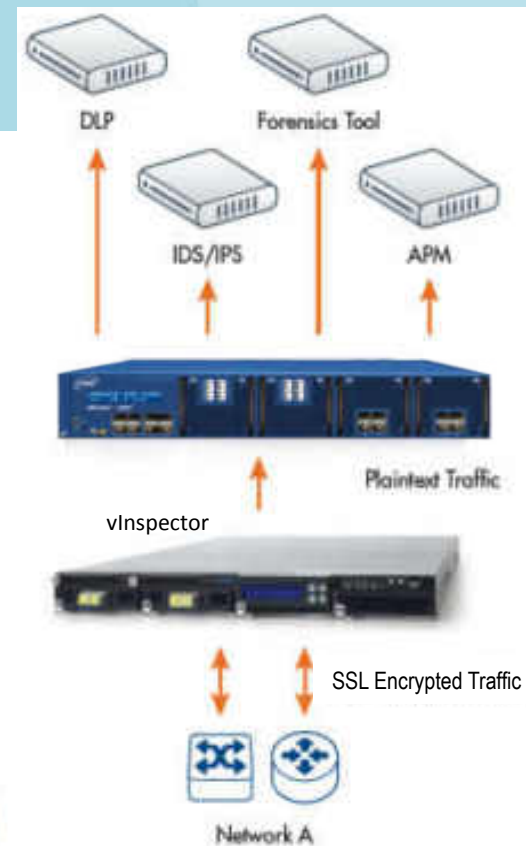 DLP
Forensics Tool
IDS/IPS
APM
Plaintext Traffic
vInspector
SSL Encrypted Traffic
Network A